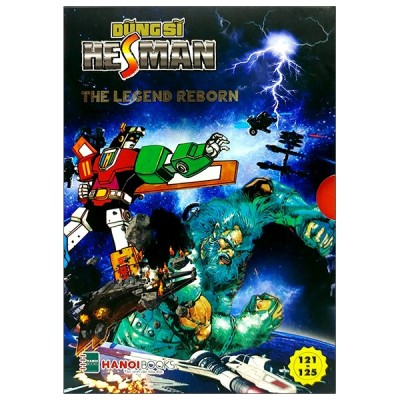 DŨNG SĨ
HESMAN
THE LEGEND REBORN
HANOI BOOKS
121
125